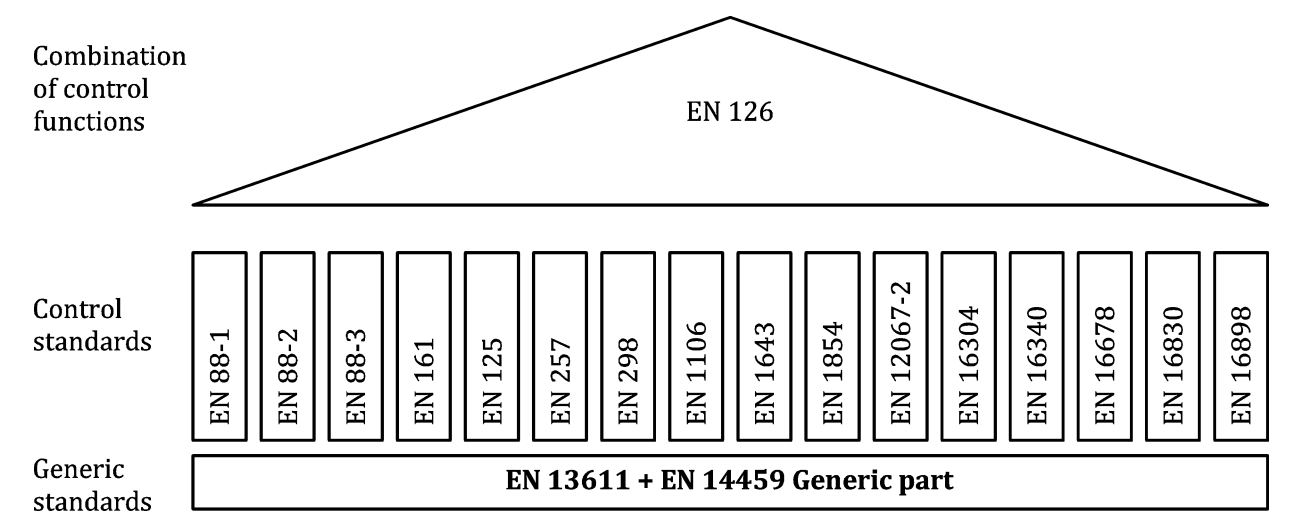 Combination
of control
functions
EN 126
Control
standards
EN 88-1
EN 88-2
EN 88-3
EN 161
EN 125
EN 257
EN 298
EN 1106
EN 1643
EN 1854
EN 12067-2
EN 16304
EN 16340
EN 16678
EN 16830
EN 16898
Generic
standards
EN 13611 + EN 14459 Generic part